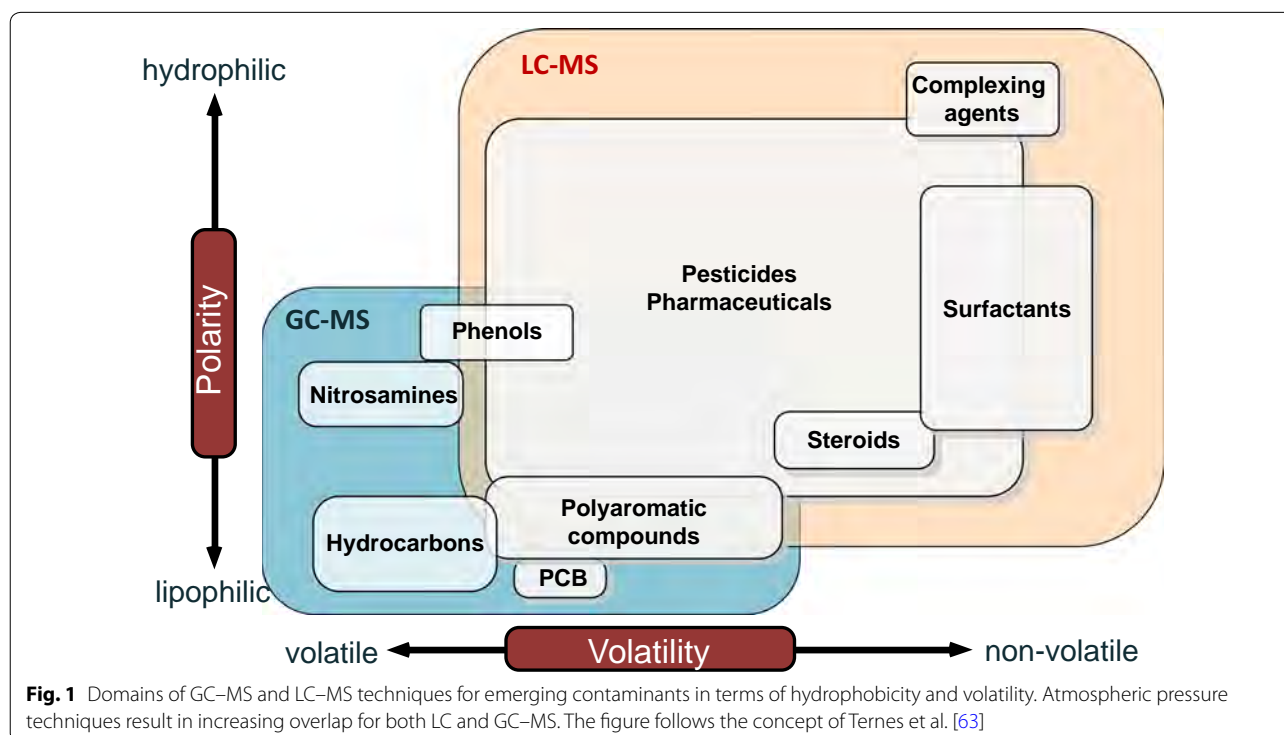 hydrophilic
LC-MS
Complexing
agents
Polarity
Pesticides
Pharmaceuticals
Surfactants
GC-MS
Phenols
Nitrosamines
Steroids
Polyaromatic
compounds
Hydrocarbons
PCB
lipophilic
volatile
Volatility
non-volatile
Fig. 1 Domains of GC–MS and LC–MS techniques for emerging contaminants in terms of hydrophobicity and volatility. Atmospheric pressure
techniques result in increasing overlap for both LC and GC–MS. The figure follows the concept of Ternes et al. [63]